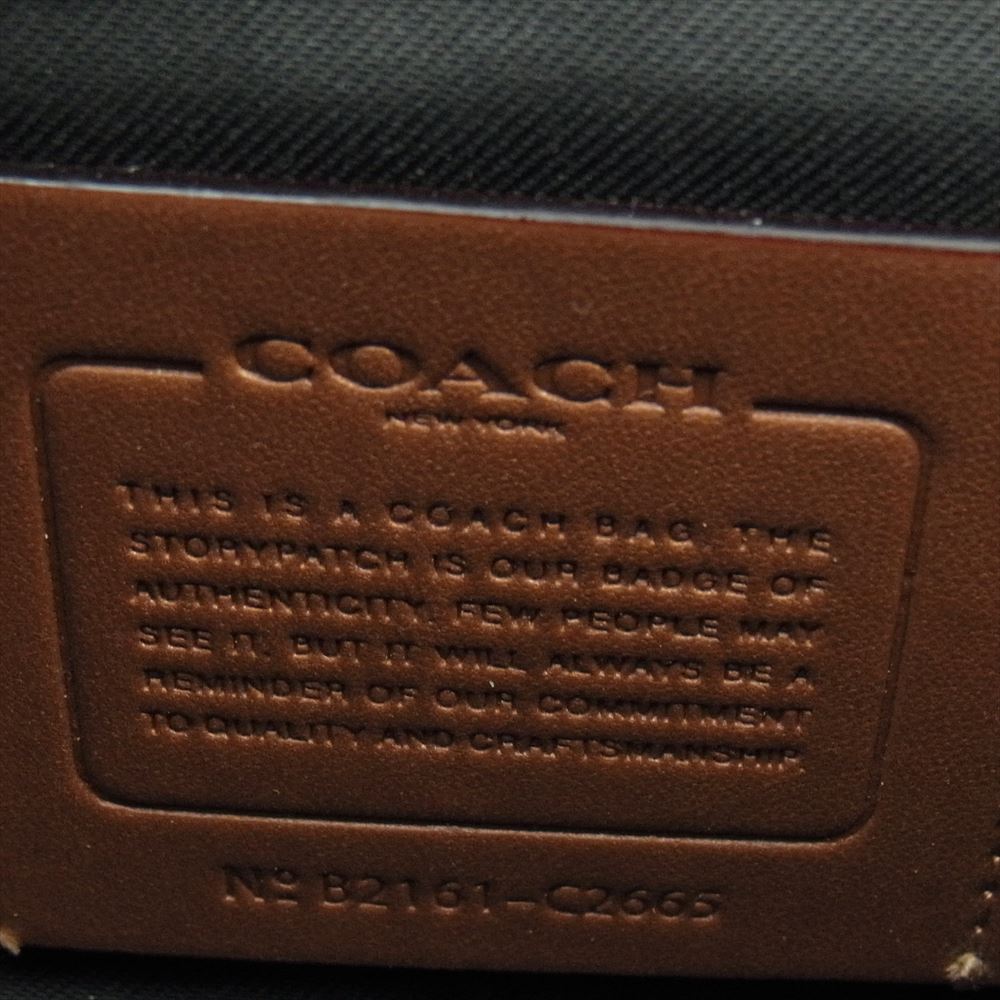 COACH
NEW YORK
THIS IS A COACH BAG. THE
STORYPATCH IS OUR BADGE OF
AUTHENTICITY. FEW PEOPLE MAY
SEE IT. BUT IT WILL ALWAYS BE A
REMINDER OF OUR COMMITMENT
TO QUALITY AND CRAFTSMANSHIP.
Nº B2161-C2665